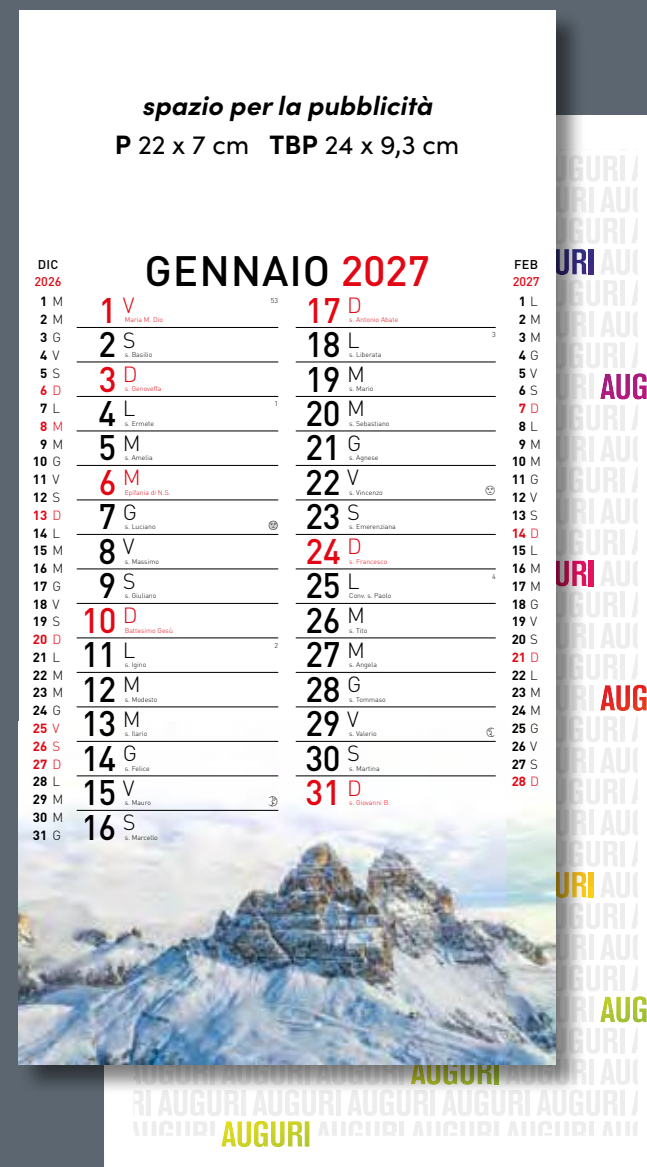 spazio per la pubblicità
P 22 x 7 cm TBP 24 x 9,3 cm
GENNAIO 2027
DIC
2026
1 M
2 M
3 G
4 V
5 S
6 D
7 L
8 M
9 M
10 G
11 V
12 S
13 D
14 L
15 M
16 M
17 G
18 V
19 S
20 D
21 L
22 M
23 M
24 G
25 V
26 S
27 D
28 L
29 M
30 M
31 G
1 V 53
Maria M. Dio
2 S
s. Basilio
3 D
s. Genoveffa
4 L 1
s. Ermete
5 M
s. Amelia
6 M
Epifania di N.S.
7 G
s. Luciano
8 V
s. Massimo
9 S
s. Giuliano
10 D
Battesimo Gesù
11 L 2
s. Igino
12 M
s. Modesto
13 M
s. Ilario
14 G
s. Felice
15 V
s. Mauro
16 S
s. Marcello
17 D
s. Antonio Abate
18 L 3
s. Liberata
19 M
s. Mario
20 M
s. Sebastiano
21 G
s. Agnese
22 V
s. Vincenzo
23 S
s. Emerenziana
24 D
s. Francesco
25 L 4
Conv. s. Paolo
26 M
s. Tito
27 M
s. Angela
28 G
s. Tommaso
29 V
s. Valerio
30 S
s. Martina
31 D
s. Giovanni B.
FEB
2027
1 L
2 M
3 M
4 G
5 V
6 S
7 D
8 L
9 M
10 M
11 G
12 V
13 S
14 D
15 L
16 M
17 M
18 G
19 V
20 S
21 D
22 L
23 M
24 M
25 G
26 V
27 S
28 D
URI
AUG
URI
AUG
URI
AUG
AUGURI
RI AUGURI AUGURI AUGURI AUGURI AUGURI
AUGURI